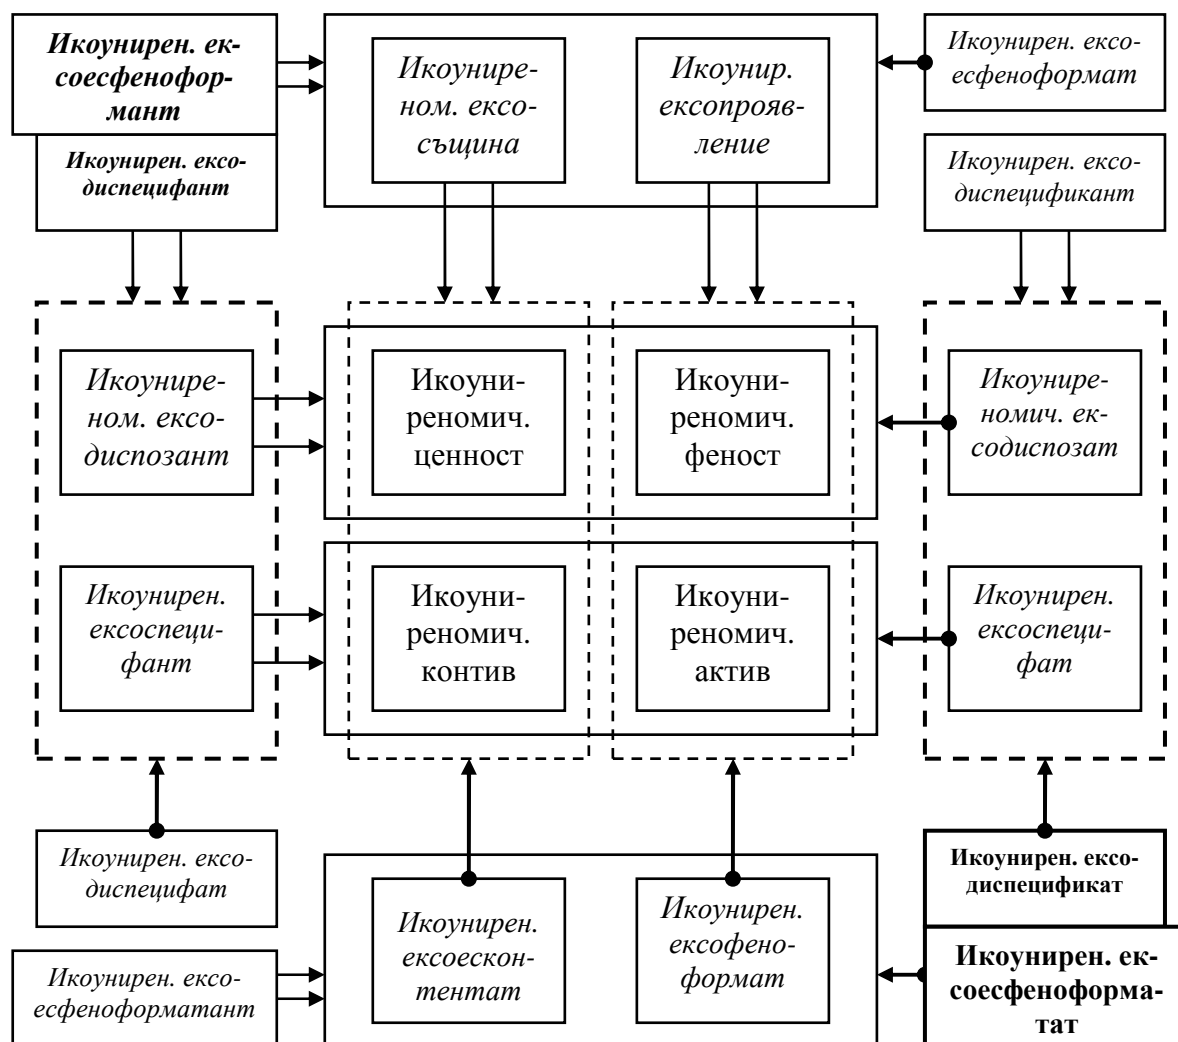 Икоунирен. ек-
соесфенофор-
мант
Икоунирен. ексо-
диспецифант
Икоунире-
ном. ексо-
същина
Икоунир.
ексопрояв-
ление
Икоунирен. ексо-
есфеноформат
Икоунирен. ексо-
диспецификант
Икоунире-
ном. ексо-
диспозант
Икоуни-
реномич.
ценност
Икоуни-
реномич.
феност
Икоунире-
номич. ек-
содиспозат
Икоунирен.
ексоспеци-
фант
Икоуни-
реномич.
контив
Икоуни-
реномич.
актив
Икоунирен.
ексоспеци-
фат
Икоунирен. ексо-
диспецифат
Икоунирен. ексо-
есфеноформатант
Икоунирен.
ексоескон-
тентат
Икоунирен.
ексофено-
формат
Икоунирен. ексо-
диспецификат
Икоунирен. ек-
соесфеноформа-
тат